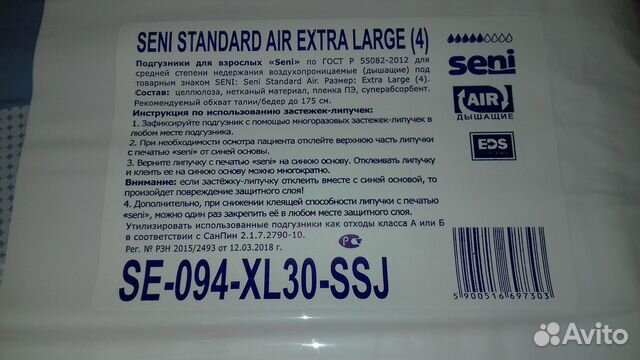 SENI STANDARD AIR EXTRA LARGE (4)
Подгузники для взрослых «Seni» по ГОСТ Р 55082-2012 для
средней степени недержания воздухопроницаемые (дышащие) под
товарным знаком SENI: Seni Standard Air. Размер: Extra Large (4).
Состав: целлюлоза, нетканый материал, пленка ПЭ, суперабсорбент.
Рекомендуемый обхват талии/бедер до 175 см.
Инструкция по использованию застежек-липучек:
1. Зафиксируйте подгузник с помощью многоразовых застежек-липучек в
любом месте подгузника.
2. При необходимости осмотра пациента отклейте верхнюю часть липучки
с печатью «seni» от синей основы.
3. Верните липучку с печатью «seni» на синюю основу. Отклеивать липучку
и клеить ее на синюю основу можно многократно.
Внимание: если застёжку-липучку отклеить вместе с синей основой, то
произойдет повреждение защитного слоя!
4. Дополнительно, при снижении клеящей способности липучки с печатью
«seni», можно один раз закрепить её в любом месте защитного слоя!
Утилизировать использованные подгузники как отходы класса А или Б
в соответствии с СанПин 2.1.7.2790-10.
Рег. № РЗН 2015/2493 от 12.03.2018 г.
SE-094-XL30-SSJ
seni
AIR
ДЫШАЩИЕ
EDS
5 900516 697303
Avito